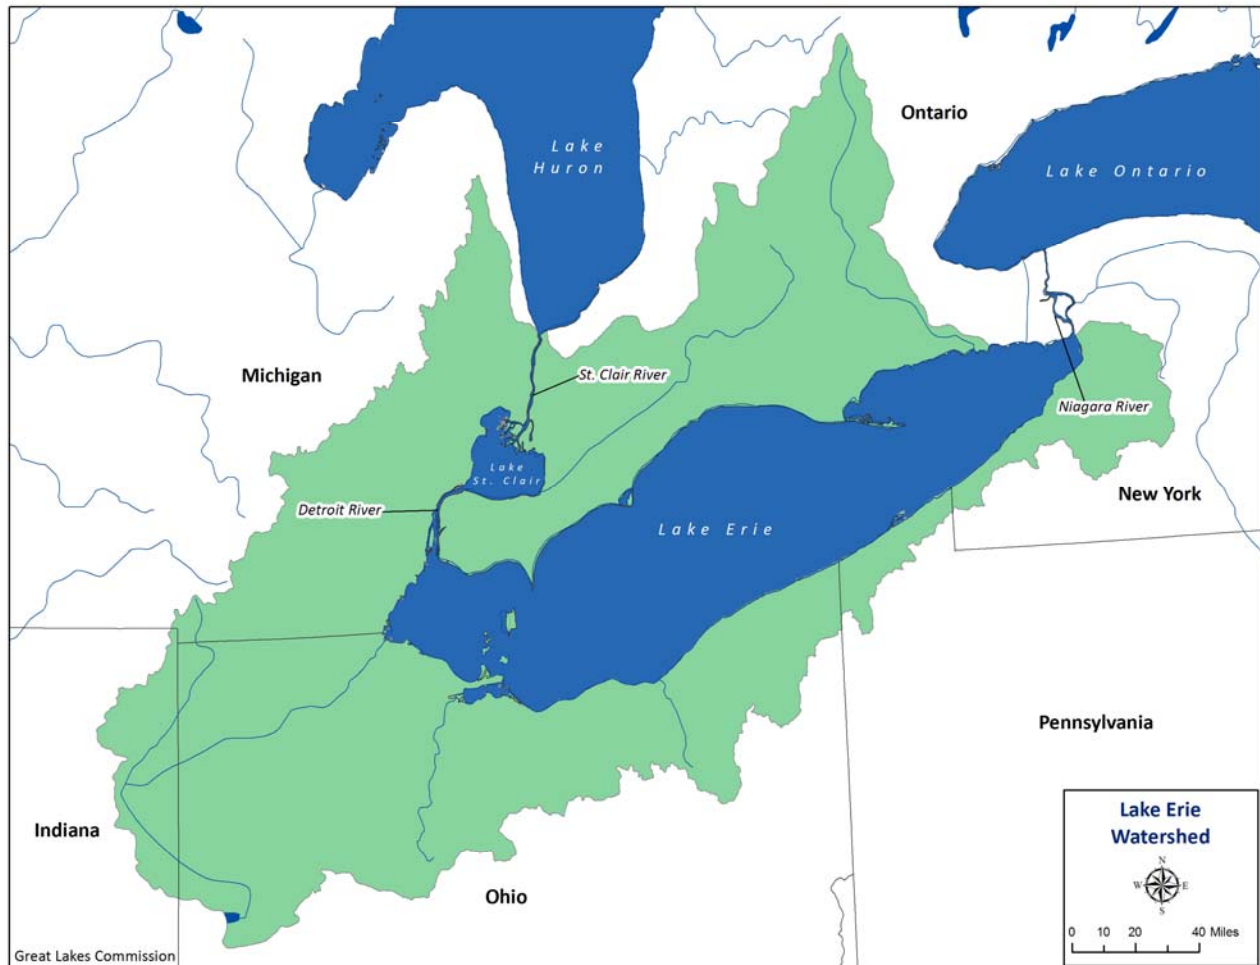 Ontario
Lake
Huron
Lake Ontario
Michigan
St. Clair River
Niagara River
Lake
St. Clair
New York
Detroit River
Lake Erie
Pennsylvania
Indiana
Ohio
Lake Erie
Watershed
N
W E
S
0 10 20 40 Miles
Great Lakes Commission